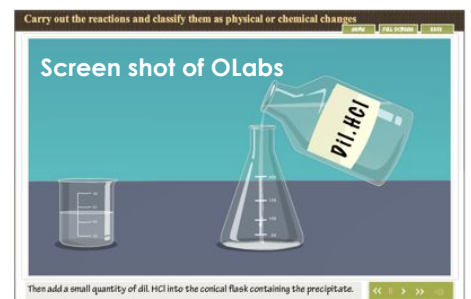 Carry out the reactions and classify them as physical or chemical changes
HOME FULL SCREEN
Screen shot of OLabs
Dil.HCl
Then add a small quantity of dil. HCl into the conical flask containing the precipitate.